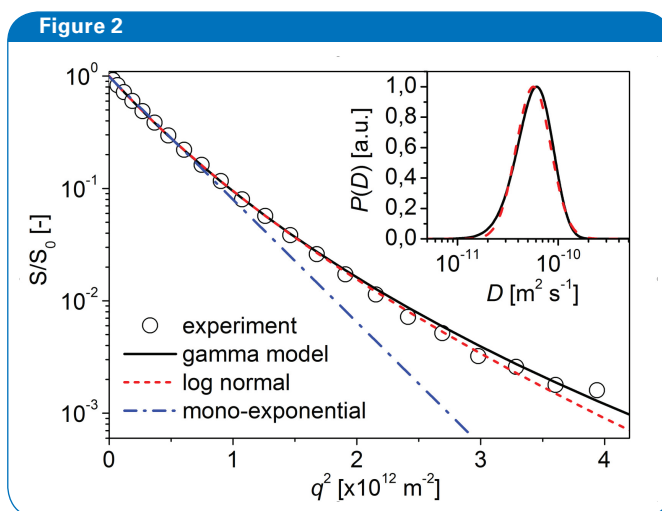 Figure 2
S/S₀ [-]
10⁰
10⁻¹
10⁻²
10⁻³
experiment
gamma model
log normal
mono-exponential
0 1 2 3 4
q² [x10¹² m⁻²]
P(D) [a.u.]
1,0
0,8
0,6
0,4
0,2
0,0
10⁻¹¹ 10⁻¹⁰
D [m² s⁻¹]